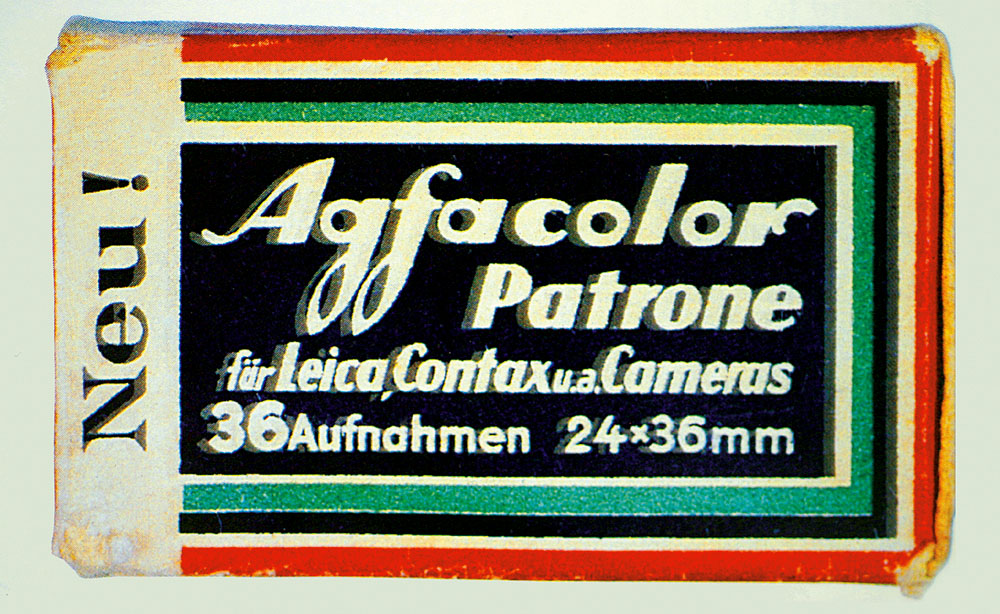 Neu!
Agfacolor
Patrone
für Leica, Contax u.a. Cameras
36 Aufnahmen 24×36mm